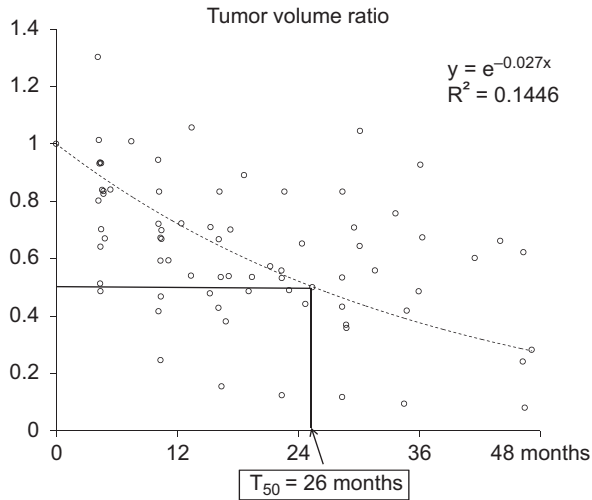 Tumor volume ratio
1.4
1.2
1
0.8
0.6
0.4
0.2
0
y = e^–0.027x
R² = 0.1446
0 12 24 36 48 months
T₅₀ = 26 months